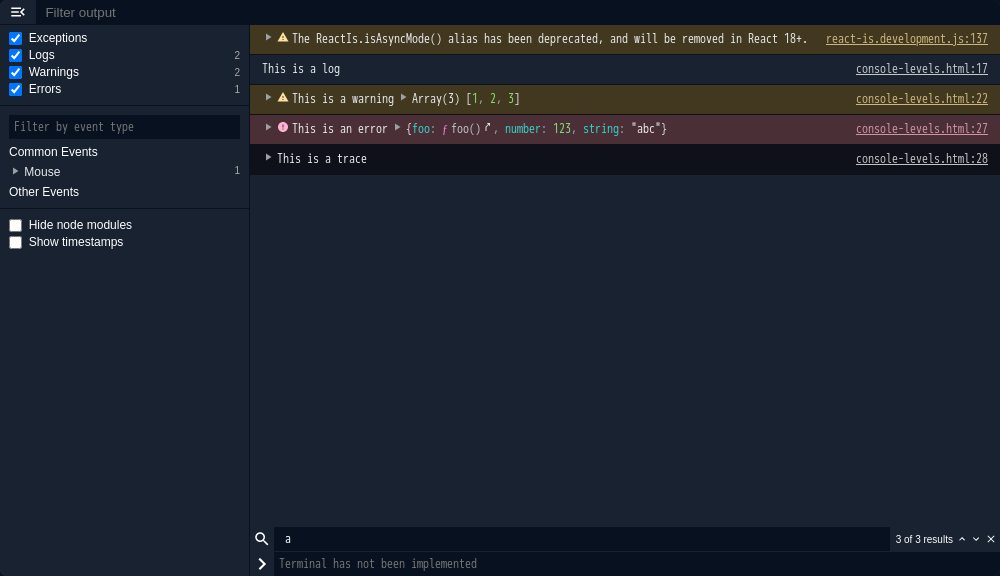 Filter output
Exceptions
Logs 2
Warnings 2
Errors 1
Filter by event type
Common Events
Mouse 1
Other Events
Hide node modules
Show timestamps
The ReactIs.isAsyncMode() alias has been deprecated, and will be removed in React 18+. react-is.development.js:137
This is a log console-levels.html:17
This is a warning Array(3) [1, 2, 3] console-levels.html:22
This is an error {foo: ƒ foo() , number: 123, string: "abc"} console-levels.html:27
This is a trace console-levels.html:28
a 3 of 3 results
Terminal has not been implemented